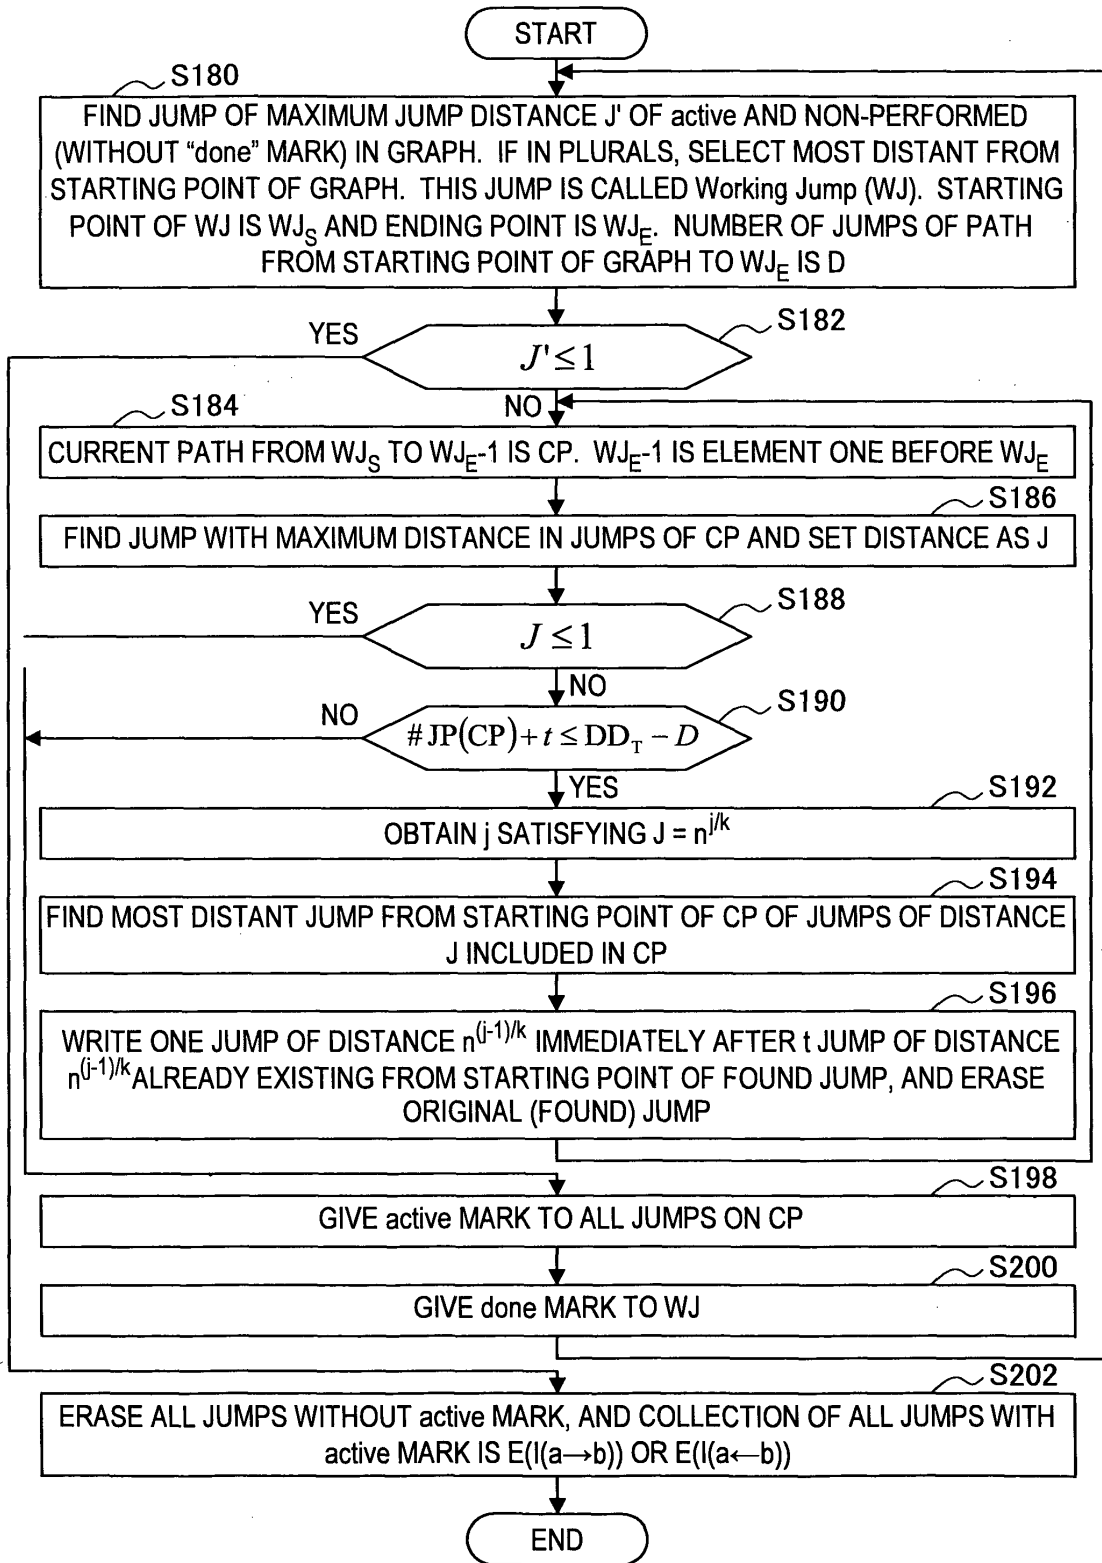 START
S180
FIND JUMP OF MAXIMUM JUMP DISTANCE J' OF active AND NON-PERFORMED
(WITHOUT "done" MARK) IN GRAPH. IF IN PLURALS, SELECT MOST DISTANT FROM
STARTING POINT OF GRAPH. THIS JUMP IS CALLED Working Jump (WJ). STARTING
POINT OF WJ IS WJ_S AND ENDING POINT IS WJ_E. NUMBER OF JUMPS OF PATH
FROM STARTING POINT OF GRAPH TO WJ_E IS D
S182
YES
J' ≤ 1
NO
S184
CURRENT PATH FROM WJ_S TO WJ_E-1 IS CP. WJ_E-1 IS ELEMENT ONE BEFORE WJ_E
S186
FIND JUMP WITH MAXIMUM DISTANCE IN JUMPS OF CP AND SET DISTANCE AS J
S188
YES
J ≤ 1
NO
S190
NO
# JP(CP) + t ≤ DD_T − D
YES
S192
OBTAIN j SATISFYING J = n^{j/k}
S194
FIND MOST DISTANT JUMP FROM STARTING POINT OF CP OF JUMPS OF DISTANCE
J INCLUDED IN CP
S196
WRITE ONE JUMP OF DISTANCE n^{(j-1)/k} IMMEDIATELY AFTER t JUMP OF DISTANCE
n^{(j-1)/k} ALREADY EXISTING FROM STARTING POINT OF FOUND JUMP, AND ERASE
ORIGINAL (FOUND) JUMP
S198
GIVE active MARK TO ALL JUMPS ON CP
S200
GIVE done MARK TO WJ
S202
ERASE ALL JUMPS WITHOUT active MARK, AND COLLECTION OF ALL JUMPS WITH
active MARK IS E(I(a→b)) OR E(I(a←b))
END